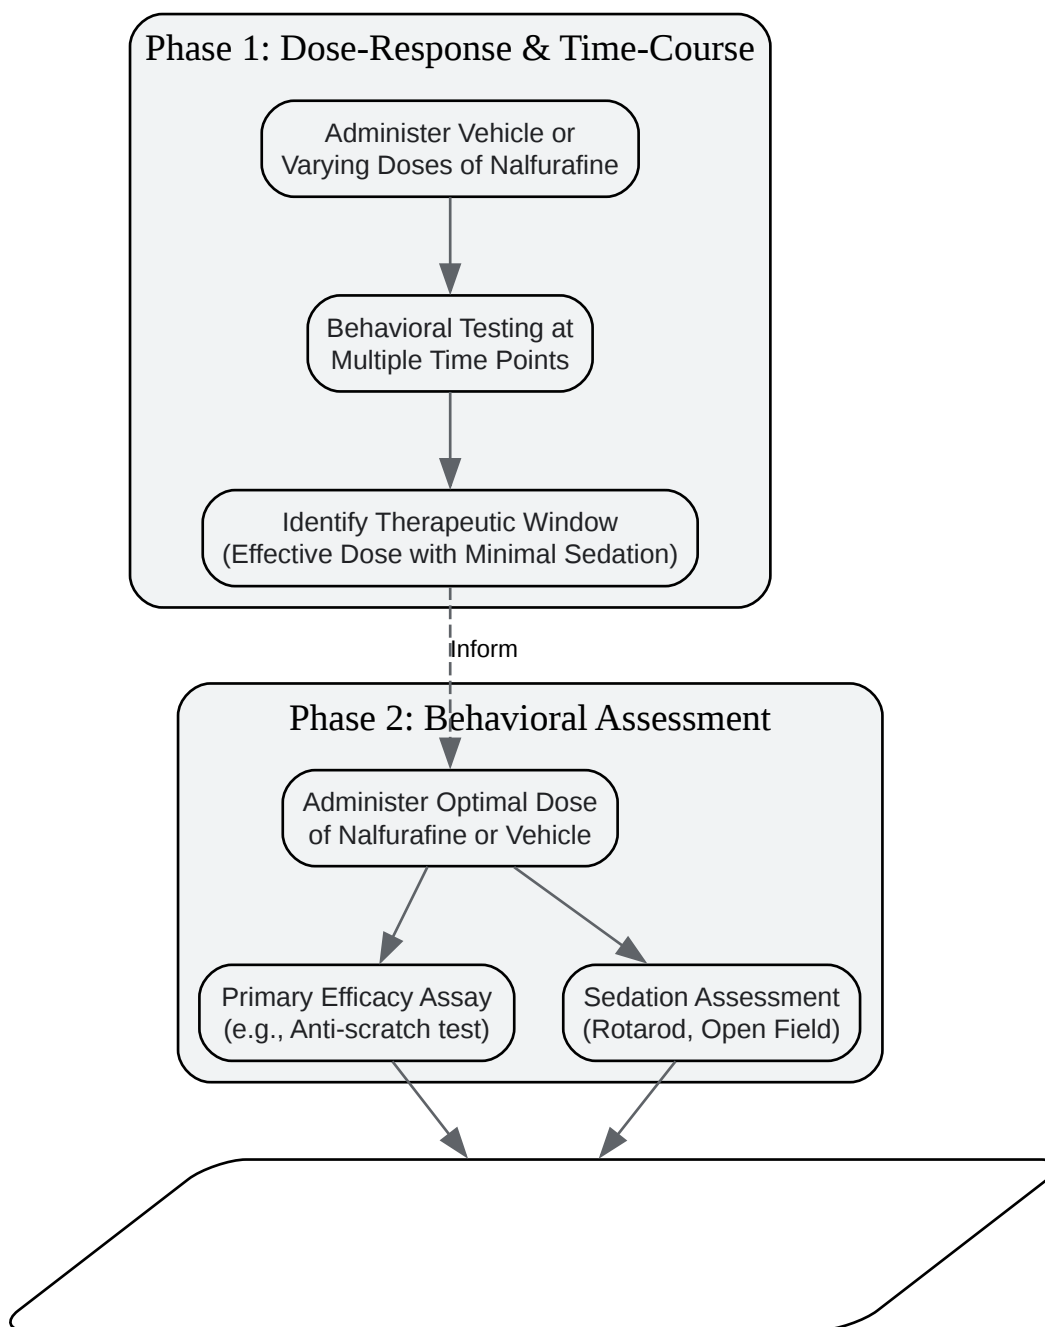 Phase 1: Dose-Response & Time-Course
Administer Vehicle or
Varying Doses of Nalfurafine
Behavioral Testing at
Multiple Time Points
Identify Therapeutic Window
(Effective Dose with Minimal Sedation)
Inform
Phase 2: Behavioral Assessment
Administer Optimal Dose
of Nalfurafine or Vehicle
Primary Efficacy Assay
(e.g., Anti-scratch test)
Sedation Assessment
(Rotarod, Open Field)